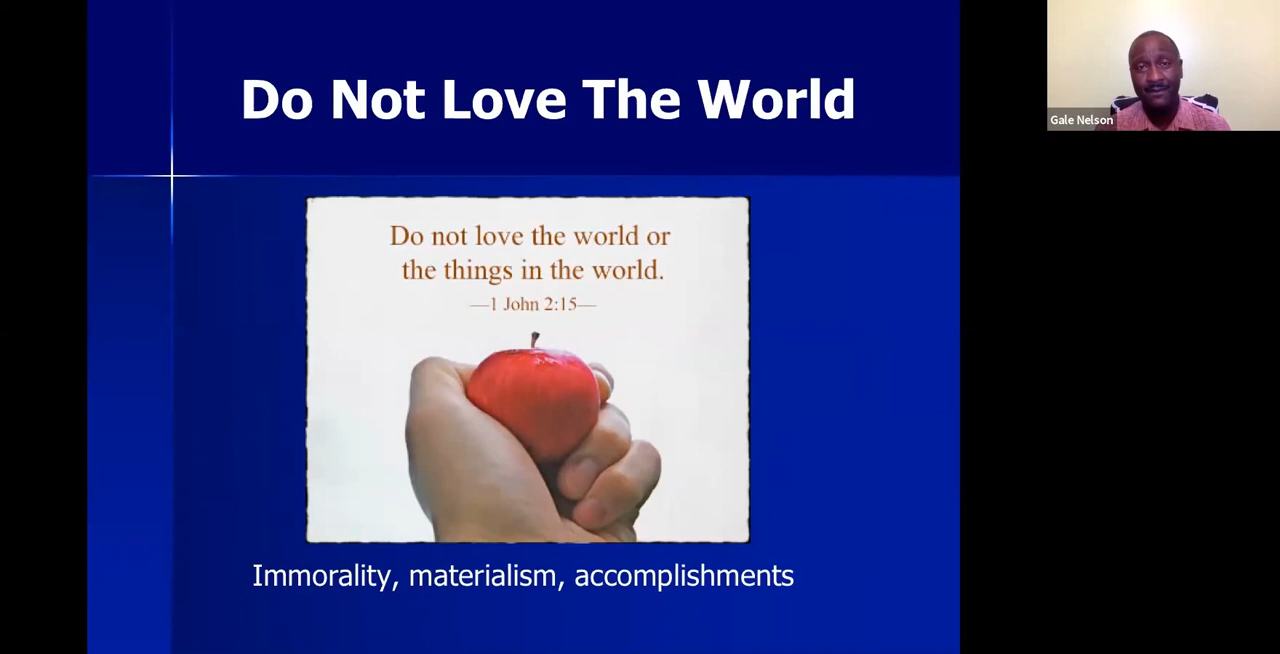 Do Not Love The World
Do not love the world or
the things in the world.
—1 John 2:15—
Immorality, materialism, accomplishments
Gale Nelson